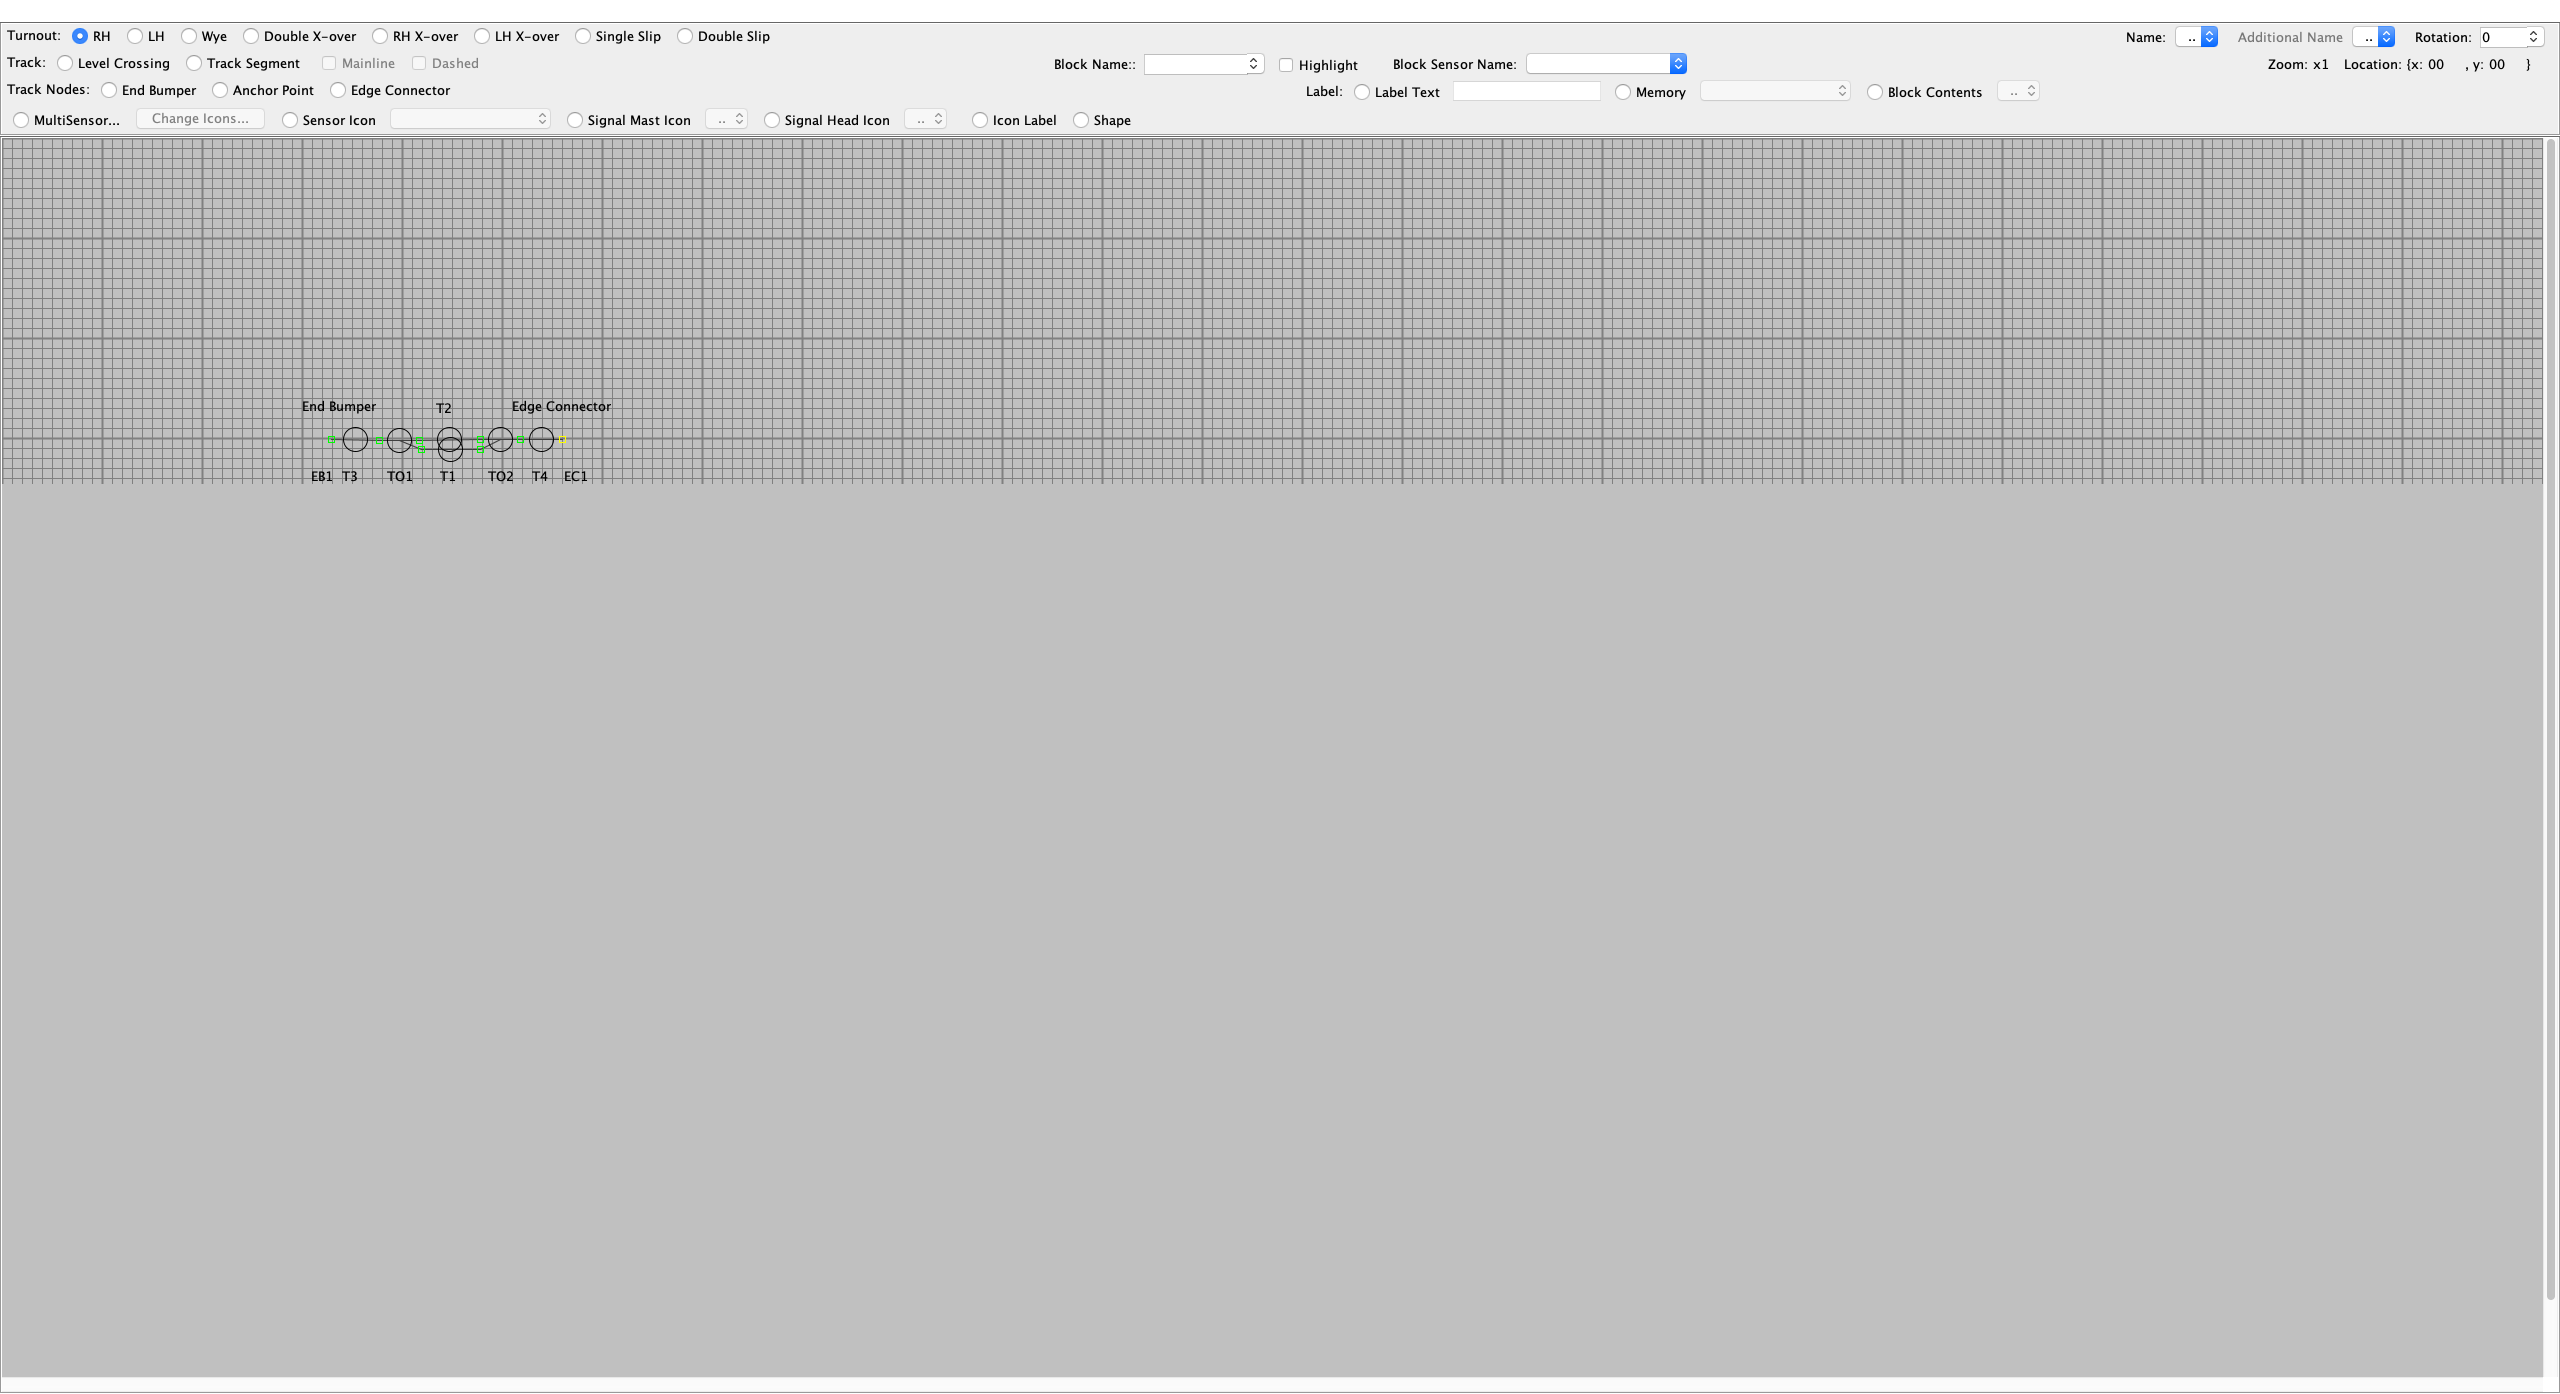 Turnout: RH LH Wye Double X-over RH X-over LH X-over Single Slip Double Slip Name: .. Additional Name .. Rotation: 0
Track: Level Crossing Track Segment Mainline Dashed Block Name:: Highlight Block Sensor Name: Zoom: x1 Location: {x: 00 , y: 00 }
Track Nodes: End Bumper Anchor Point Edge Connector Label: Label Text Memory Block Contents ..
MultiSensor... Change Icons... Sensor Icon Signal Mast Icon .. Signal Head Icon .. Icon Label Shape
End Bumper T2 Edge Connector
EB1 T3 TO1 T1 TO2 T4 EC1